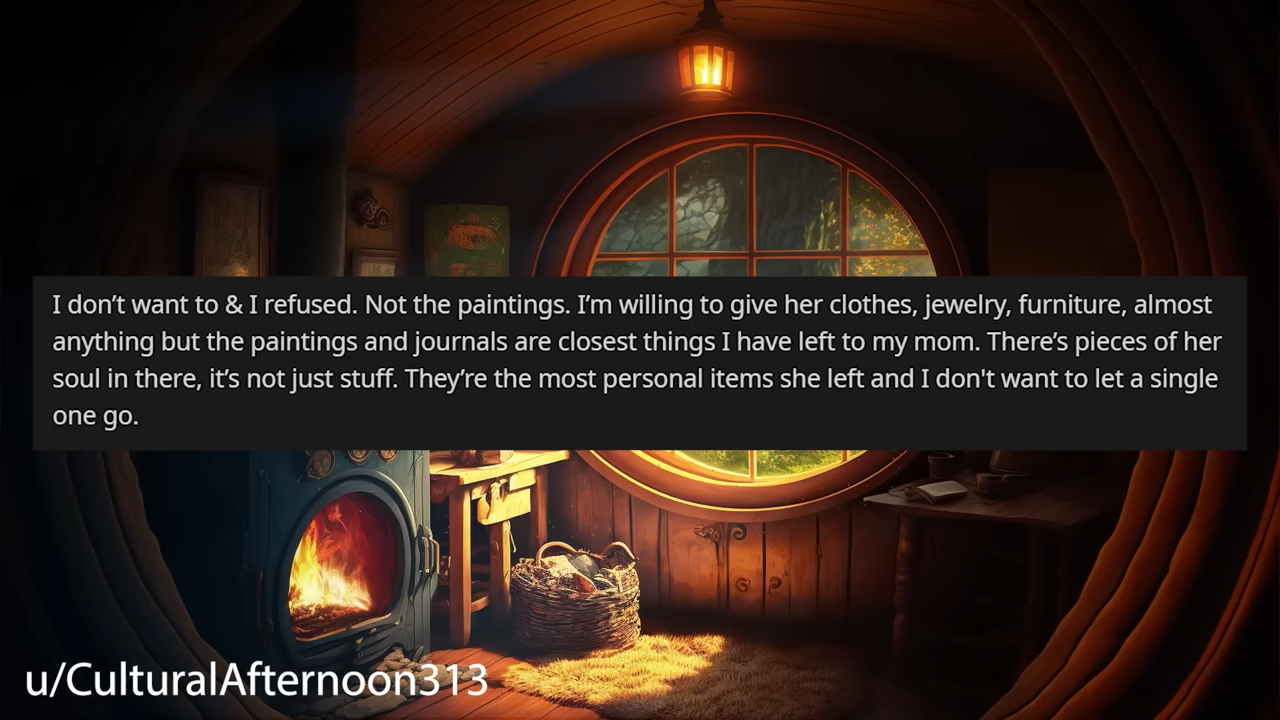 I don’t want to & I refused. Not the paintings. I’m willing to give her clothes, jewelry, furniture, almost
anything but the paintings and journals are closest things I have left to my mom. There’s pieces of her
soul in there, it’s not just stuff. They’re the most personal items she left and I don't want to let a single
one go.
u/CulturalAfternoon313